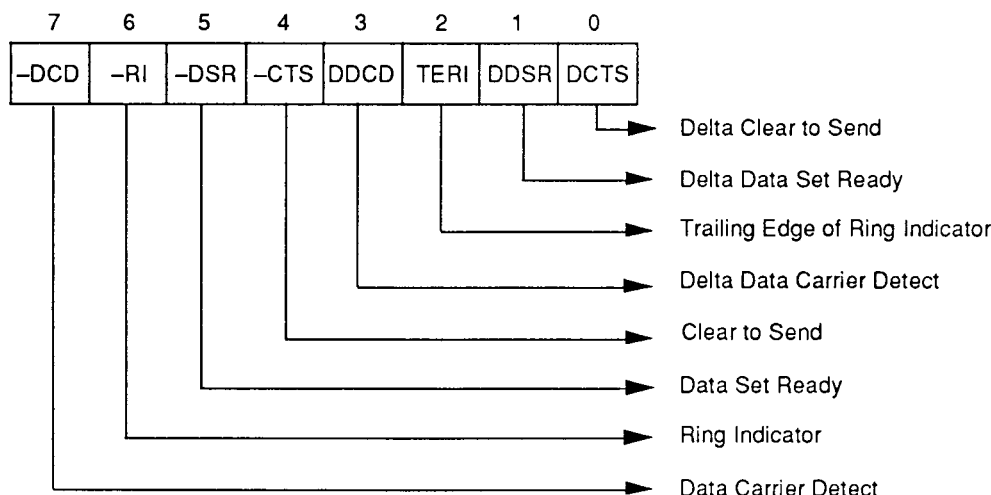 7 6 5 4 3 2 1 0
–DCD –RI –DSR –CTS DDCD TERI DDSR DCTS
Delta Clear to Send
Delta Data Set Ready
Trailing Edge of Ring Indicator
Delta Data Carrier Detect
Clear to Send
Data Set Ready
Ring Indicator
Data Carrier Detect